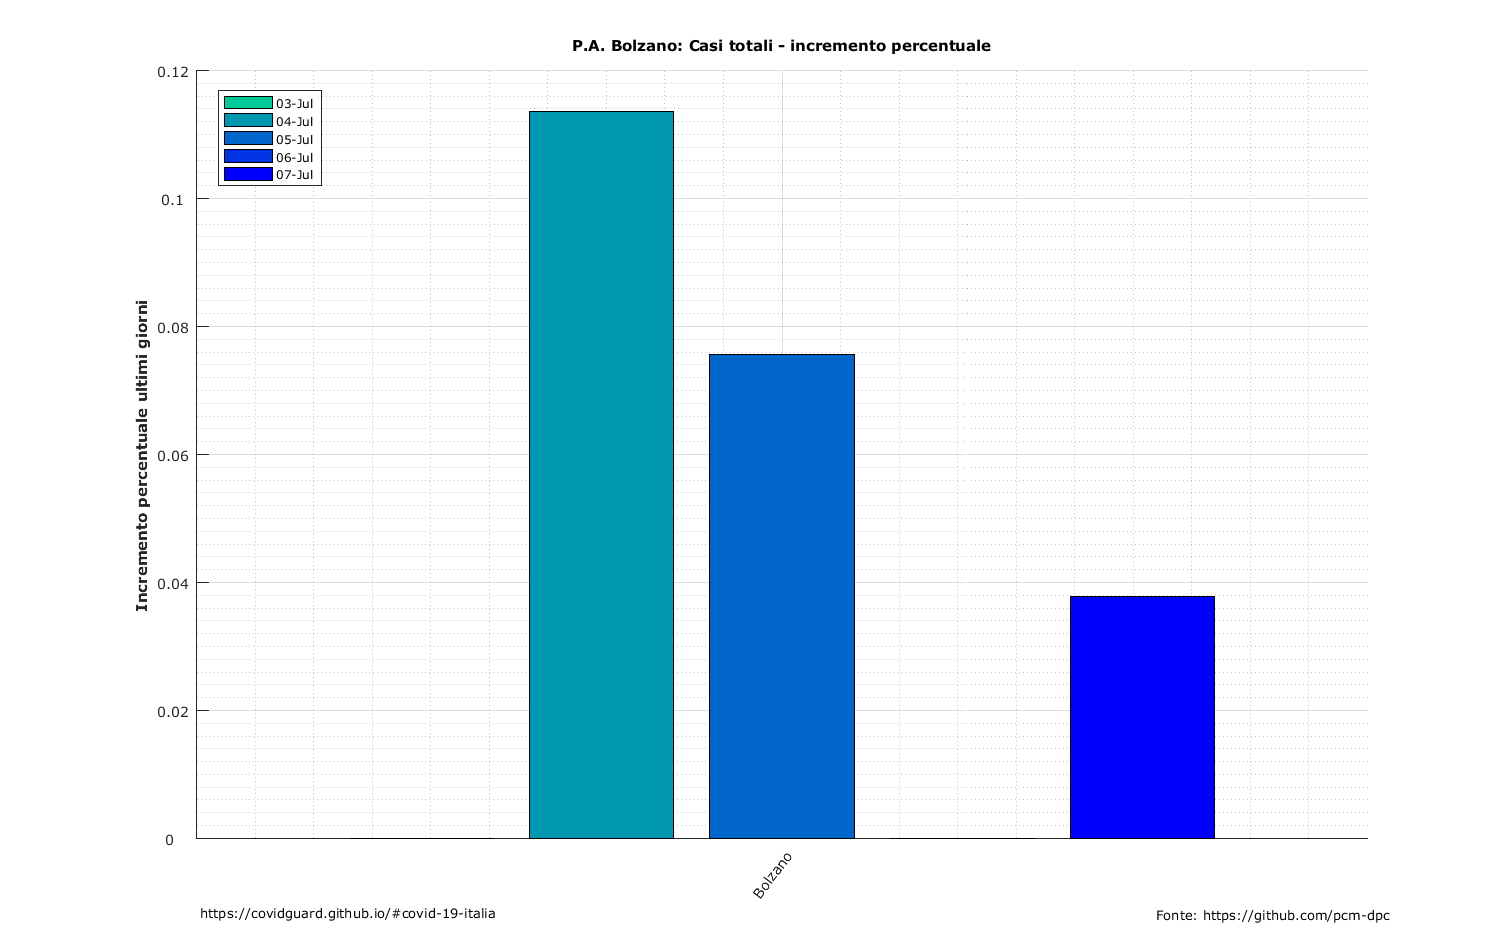 P.A. Bolzano: Casi totali - incremento percentuale
0.12
0.1
0.08
0.06
0.04
0.02
0
Incremento percentuale ultimi giorni
03-Jul
04-Jul
05-Jul
06-Jul
07-Jul
Bolzano
https://covidguard.github.io/#covid-19-italia
Fonte: https://github.com/pcm-dpc